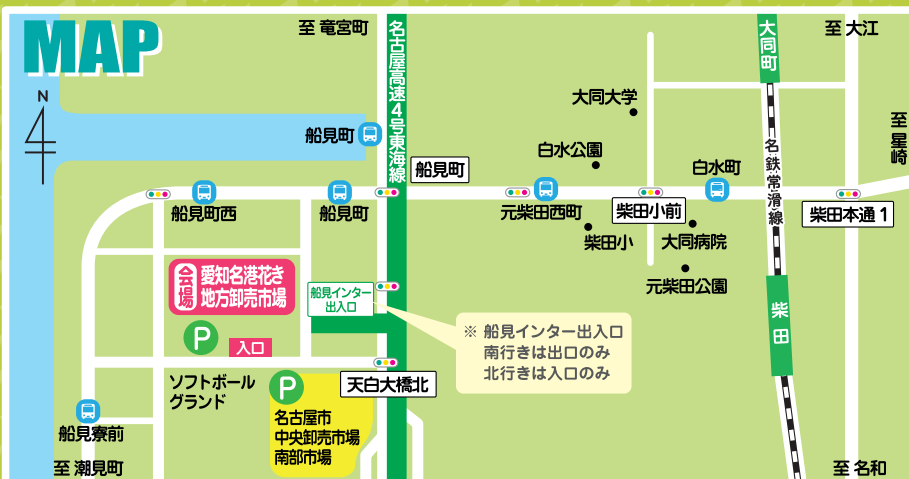 MAP
N
至 竜宮町
名古屋高速4号東海線
大同町
至 大江
至 星崎
大同大学
船見町
白水公園
船見町
白水町
名鉄常滑線
船見町西
船見町
元柴田西町
柴田小前
柴田本通1
柴田小
大同病院
元柴田公園
会場
愛知名港花き
地方卸売市場
船見インター
出入口
柴田
※ 船見インター出入口
南行きは出口のみ
北行きは入口のみ
P
入口
ソフトボール
グランド
P
天白大橋北
名古屋市
中央卸売市場
南部市場
船見寮前
至 潮見町
至 名和